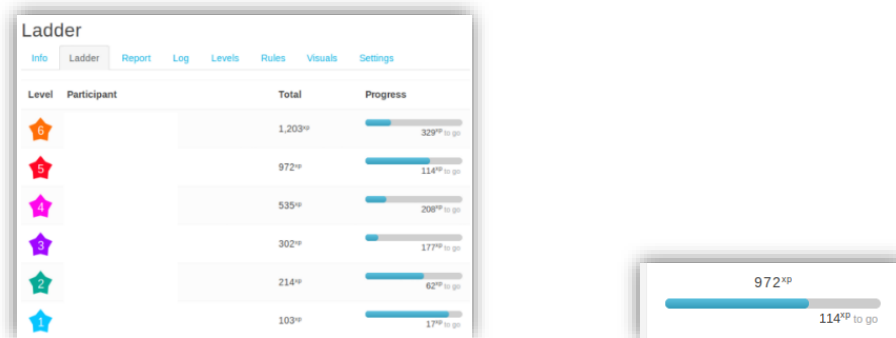 Ladder
Info Ladder Report Log Levels Rules Visuals Settings
Level Participant Total Progress
6 1,203xp 329xp to go
5 972xp 114xp to go
4 535xp 208xp to go
3 302xp 177xp to go
2 214xp 62xp to go
1 103xp 17xp to go
972xp
114xp to go